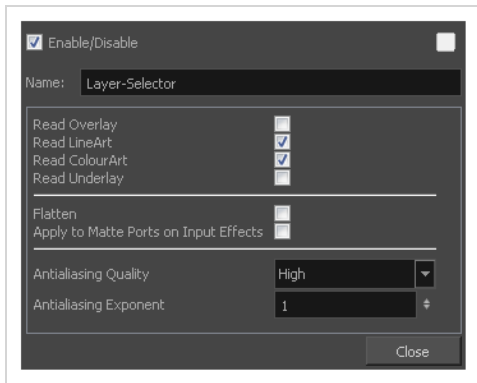 Enable/Disable
Name: Layer-Selector
Read Overlay
Read LineArt
Read ColourArt
Read Underlay
Flatten
Apply to Matte Ports on Input Effects
Antialiasing Quality High
Antialiasing Exponent 1
Close